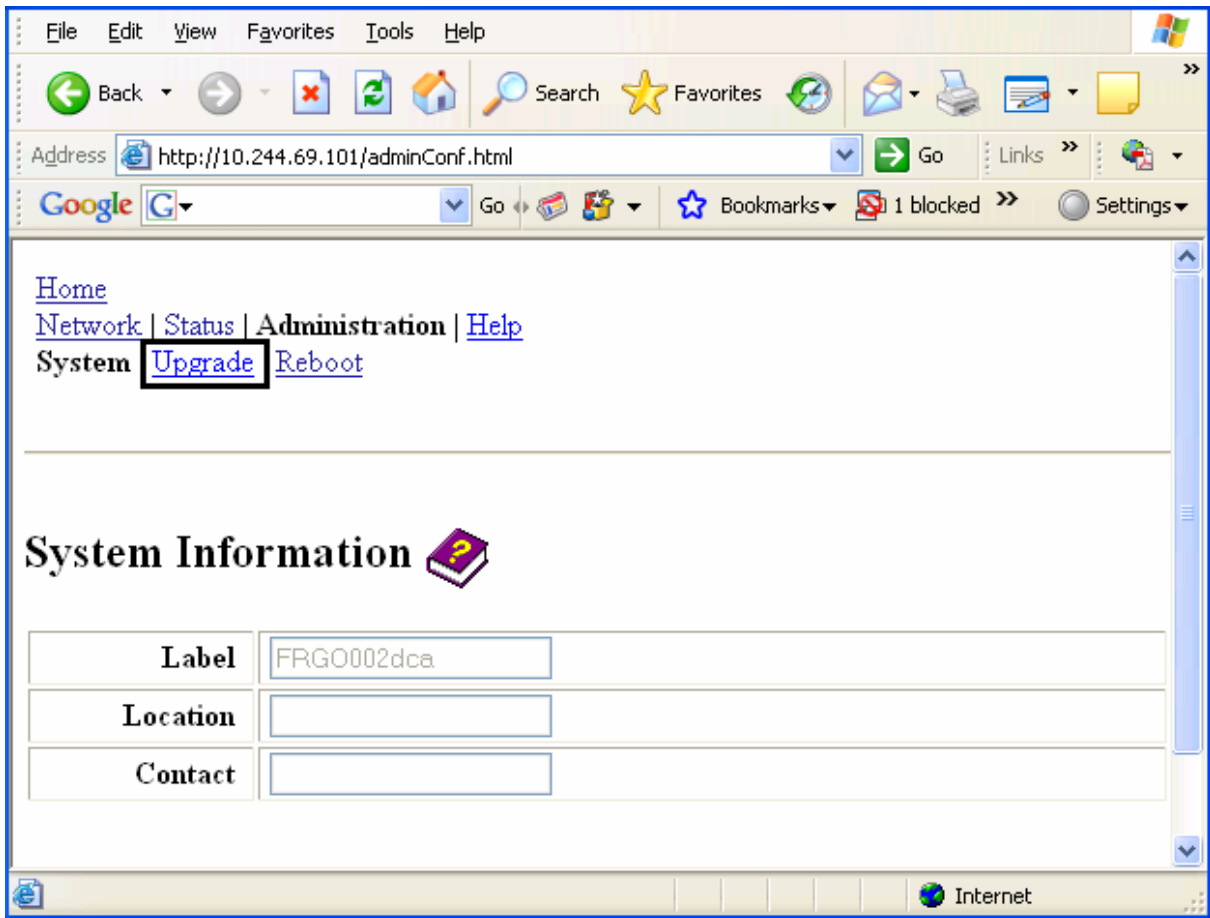 File Edit View Favorites Tools Help
Back Search Favorites »
Address http://10.244.69.101/adminConf.html Go Links »
Google G Go Bookmarks 1 blocked » Settings
Home
Network | Status | Administration | Help
System Upgrade Reboot
System Information ?
Label FRGO002dca
Location
Contact
Internet